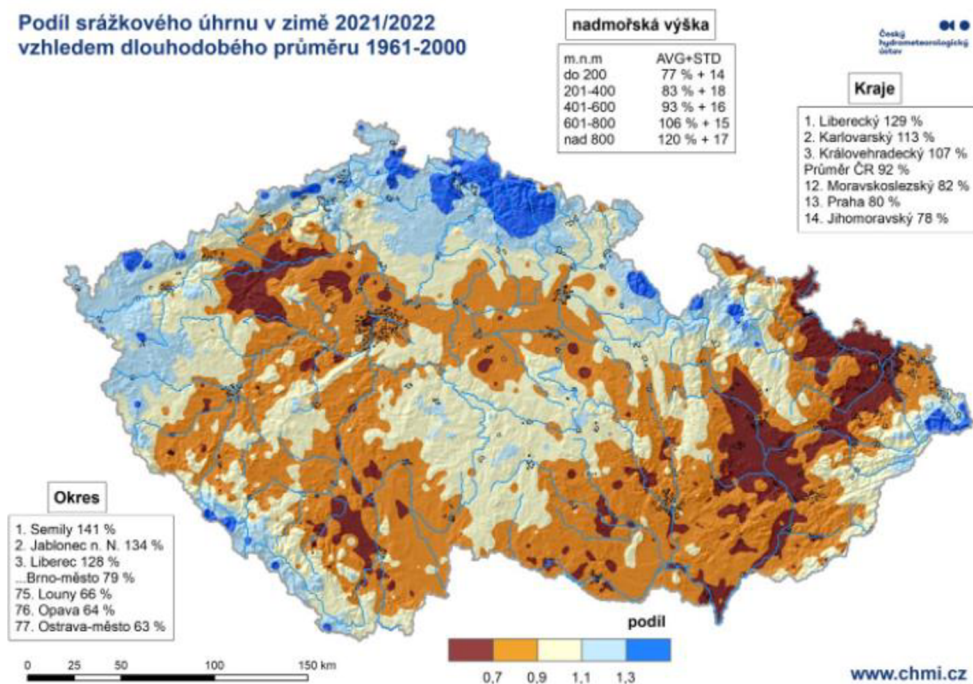 Podíl srážkového úhrnu v zimě 2021/2022
vzhledem dlouhodobého průměru 1961-2000
nadmořská výška
m.n.m AVG+STD
do 200 77 % + 14
201-400 83 % + 18
401-600 93 % + 16
601-800 106 % + 15
nad 800 120 % + 17
Český
hydrometeorologický
ústav
Kraje
1. Liberecký 129 %
2. Karlovarský 113 %
3. Královehradecký 107 %
Průměr ČR 92 %
12. Moravskoslezský 82 %
13. Praha 80 %
14. Jihomoravský 78 %
Okres
1. Semily 141 %
2. Jablonec n. N. 134 %
3. Liberec 128 %
...Brno-město 79 %
75. Louny 66 %
76. Opava 64 %
77. Ostrava-město 63 %
podíl
0,7 0,9 1,1 1,3
0 25 50 100 150 km
www.chmi.cz